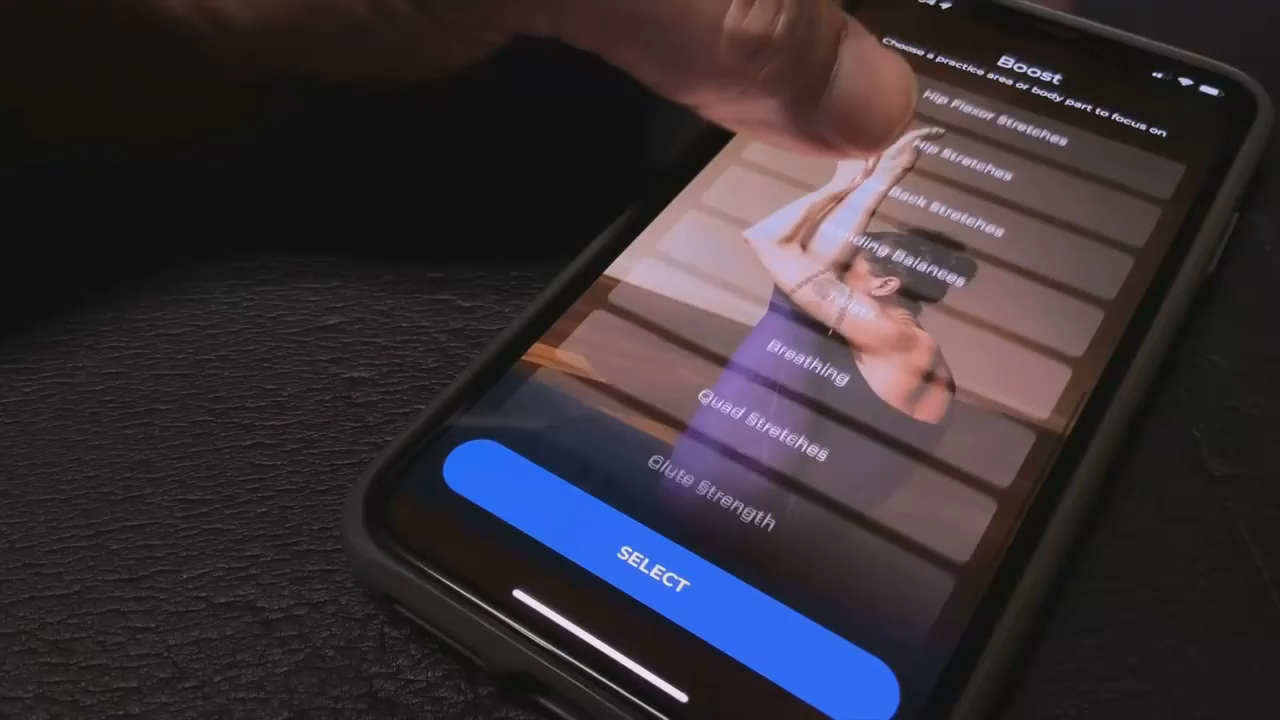 Boost
Choose a practice area or body part to focus on
Hip Flexor Stretches
Hip Stretches
Back Stretches
Balances
Twist
Breathing
Quad Stretches
Glute Strength
SELECT